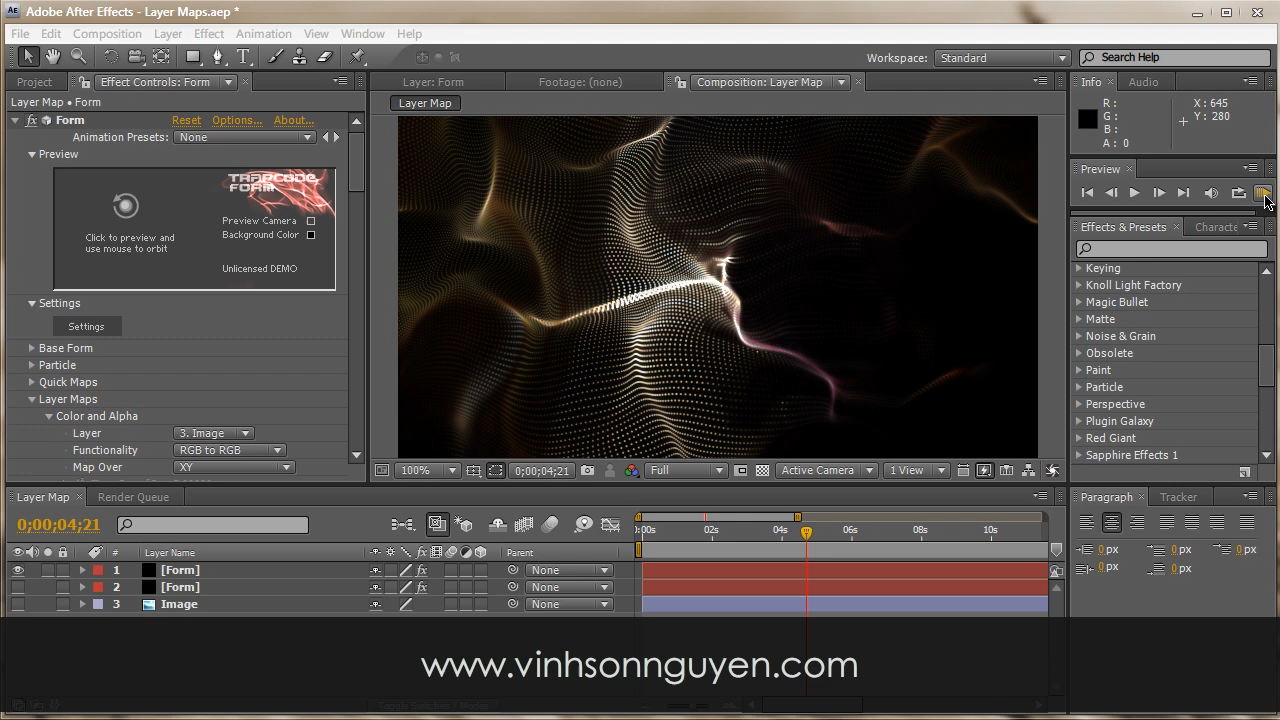 Adobe After Effects - Layer Maps.aep *
File Edit Composition Layer Effect Animation View Window Help
Workspace: Standard Search Help
Project Effect Controls: Form Layer: Form Footage: (none) Composition: Layer Map Info Audio
Layer Map • Form
Layer Map
R: X: 645
G: Y: 280
B:
A: 0
fx Form Reset Options... About...
Animation Presets: None
Preview
TRAPCODE
FORM
Preview Camera
Background Color
Click to preview and
use mouse to orbit
Unlicensed DEMO
Settings
Settings
Base Form
Particle
Quick Maps
Layer Maps
Color and Alpha
Layer 3. Image
Functionality RGB to RGB
Map Over XY
Preview
Effects & Presets Characte
Keying
Knoll Light Factory
Magic Bullet
Matte
Noise & Grain
Obsolete
Paint
Particle
Perspective
Plugin Galaxy
Red Giant
Sapphire Effects 1
100% 0;00;04;21 Full Active Camera 1 View
Layer Map Render Queue
0;00;04;21
:00s 02s 04s 06s 08s 10s
# Layer Name fx Parent
1 [Form] fx None
2 [Form] fx None
3 Image None
Paragraph Tracker
0 px 0 px 0 px
0 px 0 px
www.vinhsonnguyen.com
Toggle Switches / Modes